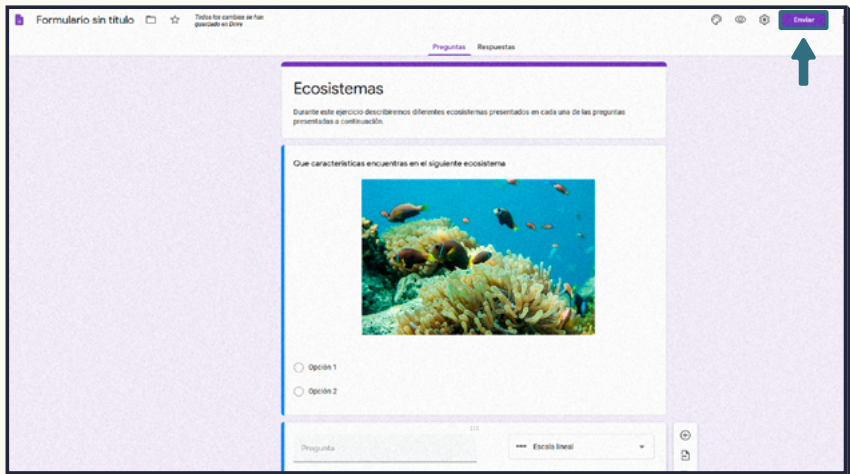 Formulario sin título
Todos los cambios se han
guardado en Drive
Enviar
Preguntas Respuestas
Ecosistemas
Durante este ejercicio describiremos diferentes ecosistemas presentados en cada una de las preguntas
presentadas a continuación.
Que características encuentras en el siguiente ecosistema
Opción 1
Opción 2
Pregunta
Escala lineal